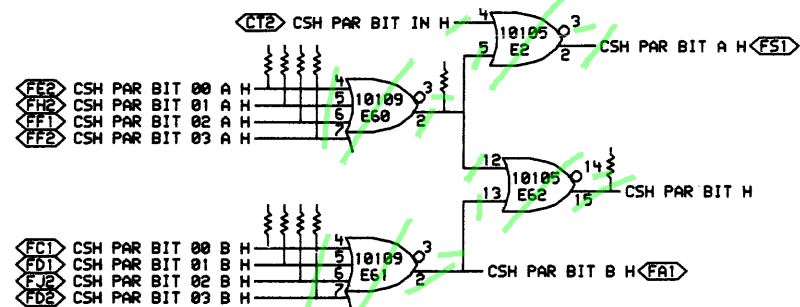 CT2 CSH PAR BIT IN H 4 10105 E2 3
5 2 CSH PAR BIT A H FS1
FE2 CSH PAR BIT 00 A H 4 10109 E60 3
FH2 CSH PAR BIT 01 A H 5
FF1 CSH PAR BIT 02 A H 6
FF2 CSH PAR BIT 03 A H 7 2
12 10105 E62 14
13 15 CSH PAR BIT H
FC1 CSH PAR BIT 00 B H 4 10109 E61 3
FD1 CSH PAR BIT 01 B H 5
FJ2 CSH PAR BIT 02 B H 6 2 CSH PAR BIT B H FA1
FD2 CSH PAR BIT 03 B H 7